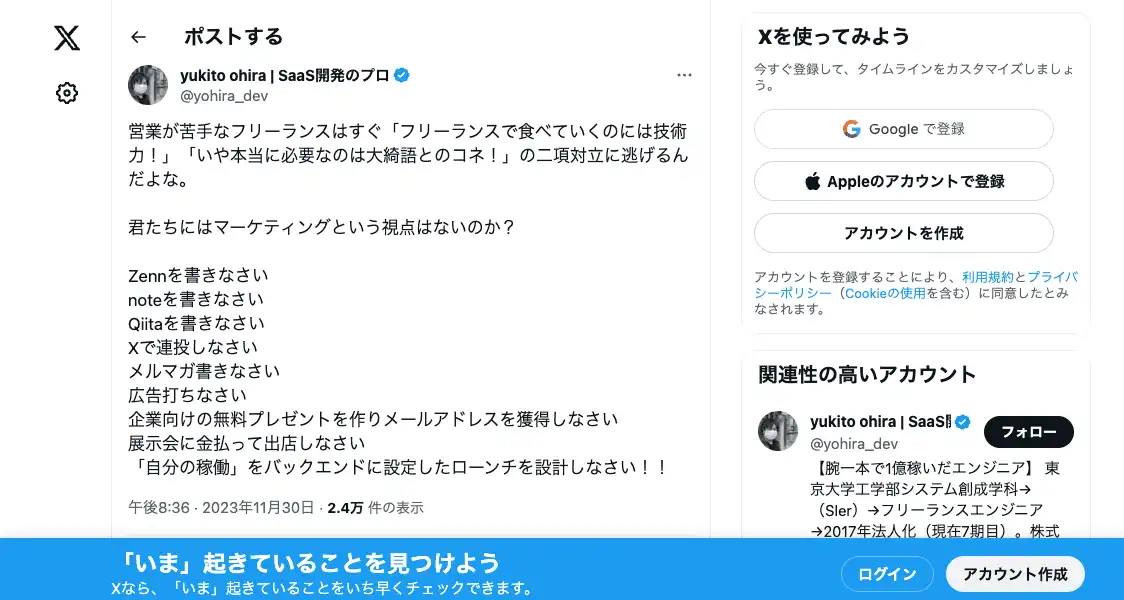 ポストする
yukito ohira | SaaS開発のプロ
@yohira_dev
営業が苦手なフリーランスはすぐ「フリーランスで食べていくのには技術
力！」「いや本当に必要なのは大綺語とのコネ！」の二項対立に逃げるん
だよな。
君たちにはマーケティングという視点はないのか？
Zennを書きなさい
noteを書きなさい
Qiitaを書きなさい
Xで連投しなさい
メルマガ書きなさい
広告打ちなさい
企業向けの無料プレゼントを作りメールアドレスを獲得しなさい
展示会に金払って出店しなさい
「自分の稼働」をバックエンドに設定したローンチを設計しなさい！！
午後8:36 · 2023年11月30日 · 2.4万 件の表示
Xを使ってみよう
今すぐ登録して、タイムラインをカスタマイズしましょ
う。
Google で登録
Appleのアカウントで登録
アカウントを作成
アカウントを登録することにより、利用規約とプライバ
シーポリシー（Cookieの使用を含む）に同意したとみ
なされます。
関連性の高いアカウント
yukito ohira | SaaS
@yohira_dev
フォロー
【腕一本で1億稼いだエンジニア】 東
京大学工学部システム創成学科→
（SIer）→フリーランスエンジニア
→2017年法人化（現在7期目）。株式
「いま」起きていることを見つけよう
Xなら、「いま」起きていることをいち早くチェックできます。
ログイン
アカウント作成